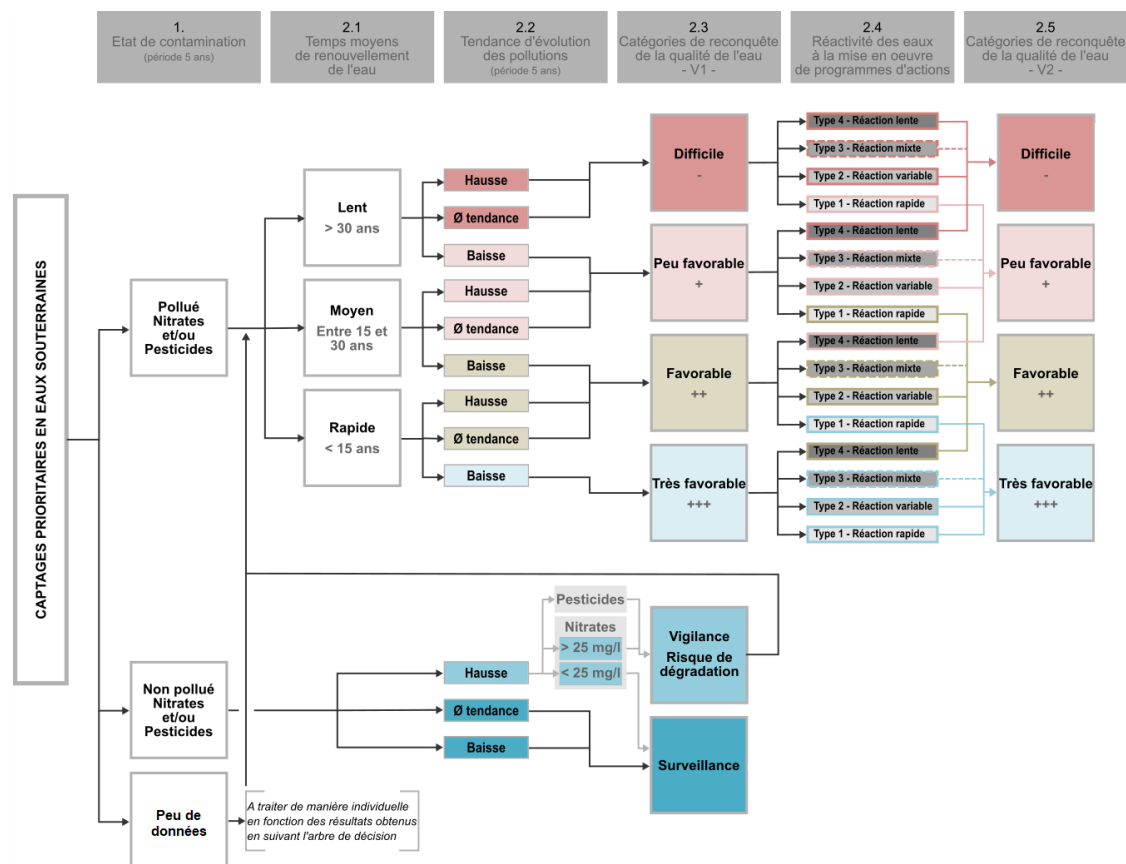 1.
Etat de contamination
(période 5 ans)
2.1
Temps moyens
de renouvellement
de l'eau
2.2
Tendance d'évolution
des pollutions
(période 5 ans)
2.3
Catégories de reconquête
de la qualité de l'eau
- V1 -
2.4
Réactivité des eaux
à la mise en oeuvre
de programmes d'actions
2.5
Catégories de reconquête
de la qualité de l'eau
- V2 -
CAPTAGES PRIORITAIRES EN EAUX SOUTERRAINES
Pollué
Nitrates
et/ou
Pesticides
Lent
> 30 ans
Moyen
Entre 15 et
30 ans
Rapide
< 15 ans
Hausse
Ø tendance
Baisse
Hausse
Ø tendance
Baisse
Hausse
Ø tendance
Baisse
Difficile
-
Peu favorable
+
Favorable
++
Très favorable
+++
Type 4 - Réaction lente
Type 3 - Réaction mixte
Type 2 - Réaction variable
Type 1 - Réaction rapide
Type 4 - Réaction lente
Type 3 - Réaction mixte
Type 2 - Réaction variable
Type 1 - Réaction rapide
Type 4 - Réaction lente
Type 3 - Réaction mixte
Type 2 - Réaction variable
Type 1 - Réaction rapide
Type 4 - Réaction lente
Type 3 - Réaction mixte
Type 2 - Réaction variable
Type 1 - Réaction rapide
Difficile
-
Peu favorable
+
Favorable
++
Très favorable
+++
Non pollué
Nitrates
et/ou
Pesticides
Hausse
Ø tendance
Baisse
Pesticides
Nitrates
> 25 mg/l
< 25 mg/l
Vigilance
Risque de
dégradation
Surveillance
Peu de
données
A traiter de manière individuelle
en fonction des résultats obtenus
en suivant l'arbre de décision